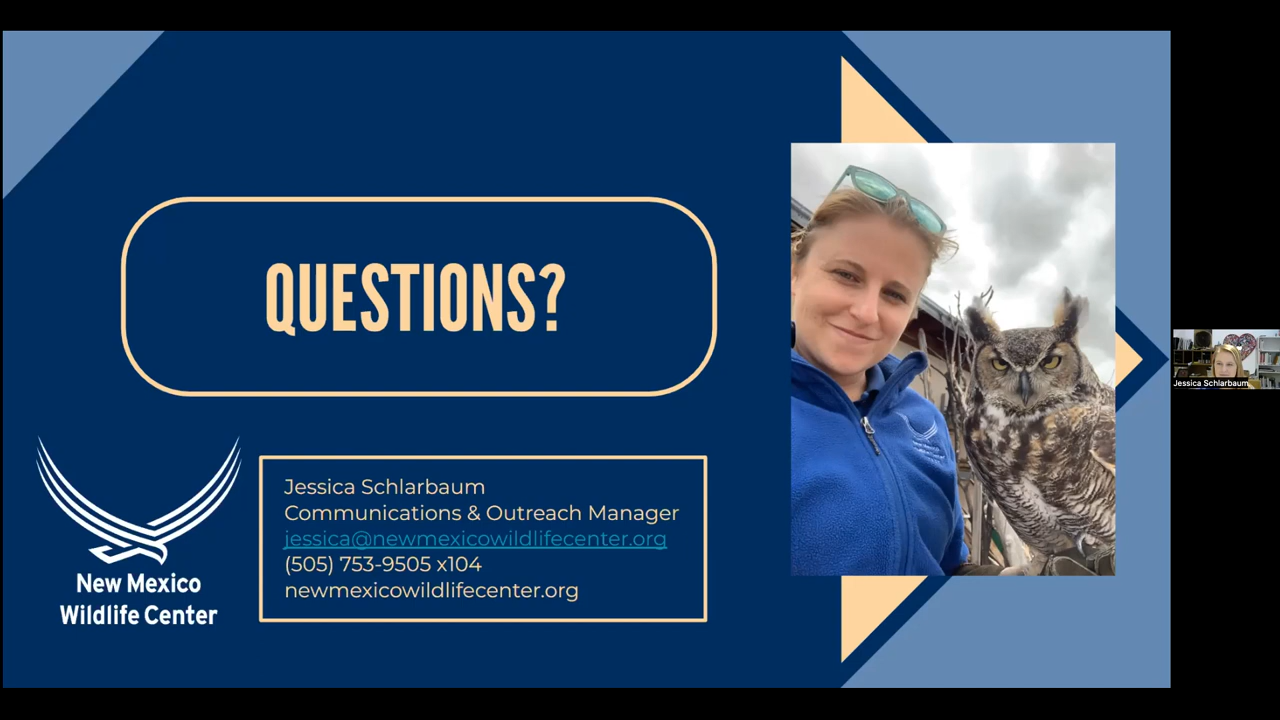 QUESTIONS?
Jessica Schlarbaum
Communications & Outreach Manager
jessica@newmexicowildlifecenter.org
(505) 753-9505 x104
newmexicowildlifecenter.org
New Mexico
Wildlife Center
Jessica Schlarbaum